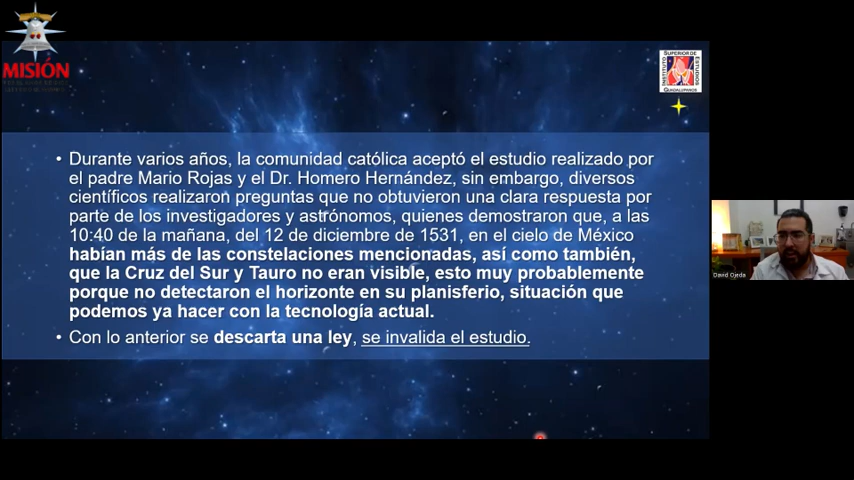 MISIÓN
INSTITUTO
SUPERIOR DE
ESTUDIOS
GUADALUPANOS
• Durante varios años, la comunidad católica aceptó el estudio realizado por
el padre Mario Rojas y el Dr. Homero Hernández, sin embargo, diversos
científicos realizaron preguntas que no obtuvieron una clara respuesta por
parte de los investigadores y astrónomos, quienes demostraron que, a las
10:40 de la mañana, del 12 de diciembre de 1531, en el cielo de México
habían más de las constelaciones mencionadas, así como también,
que la Cruz del Sur y Tauro no eran visible, esto muy probablemente
porque no detectaron el horizonte en su planisferio, situación que
podemos ya hacer con la tecnología actual.
• Con lo anterior se descarta una ley, se invalida el estudio.
David Ojeda